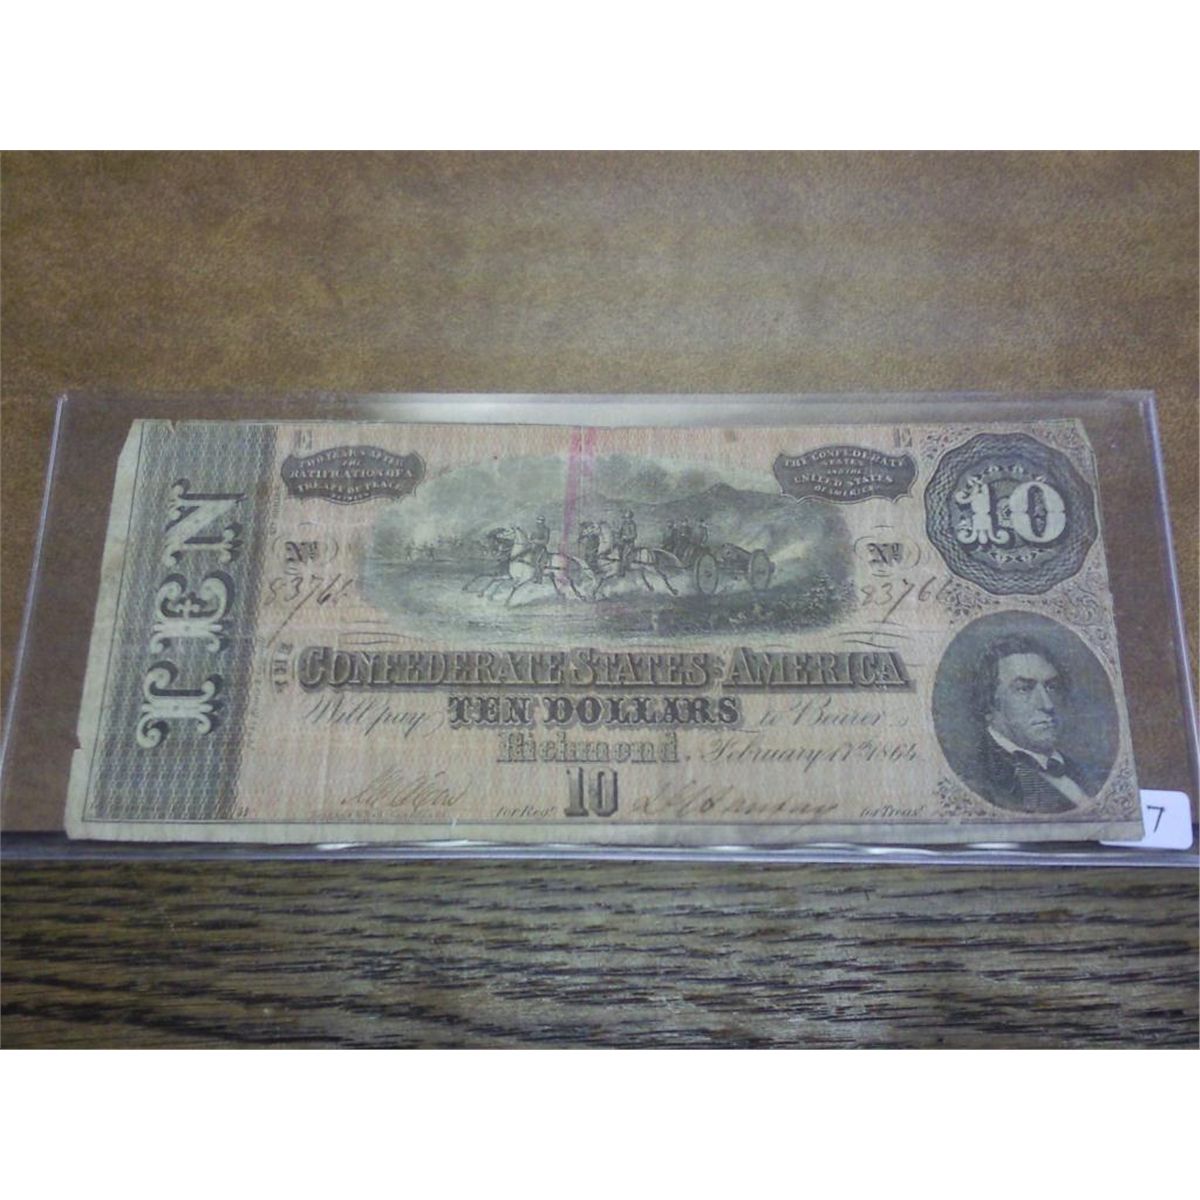 TEN
E
E
TWO YEARS AFTER
THE
RATIFICATION OF A
TREATY OF PEACE
BETWEEN
THE CONFEDERATE
STATES
AND THE
UNITED STATES
OF AMERICA
10
No
83766
No
83766
THE
CONFEDERATE STATES OF AMERICA
Will pay TEN DOLLARS to Bearer
Richmond, February 17th 1864
for Regr.
10
for Treasr.
7